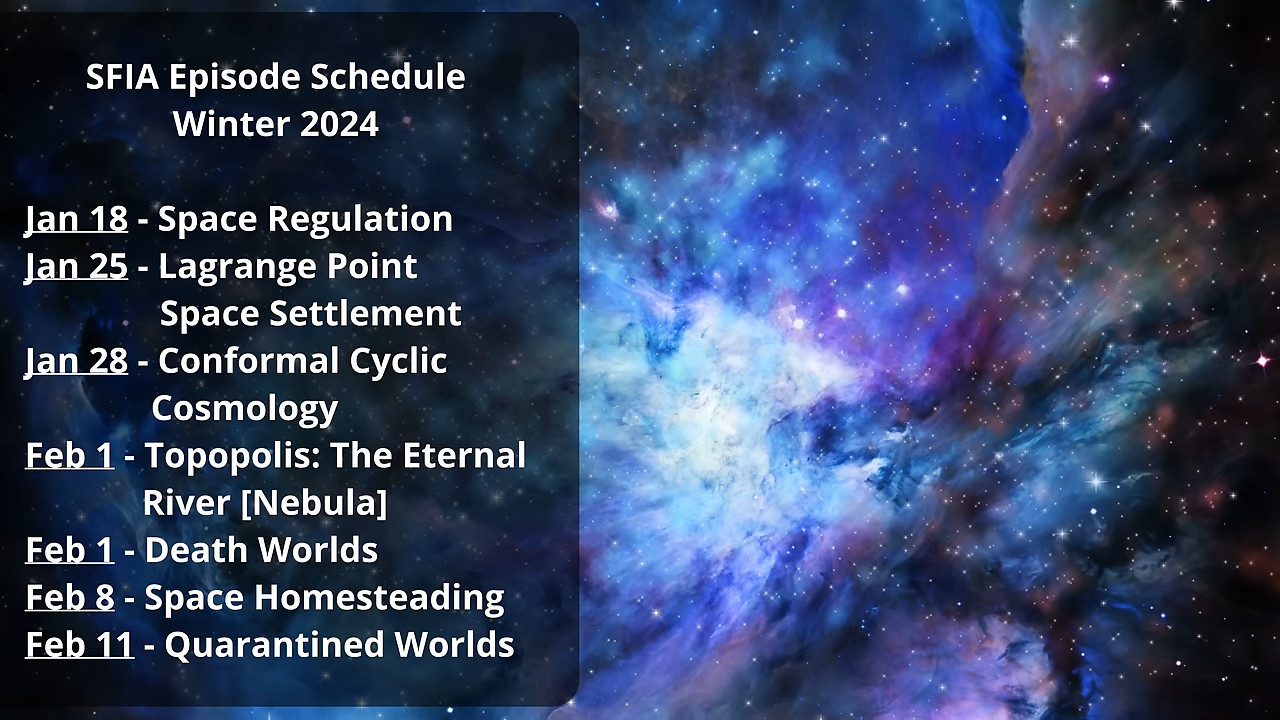 SFIA Episode Schedule
Winter 2024
Jan 18 - Space Regulation
Jan 25 - Lagrange Point
Space Settlement
Jan 28 - Conformal Cyclic
Cosmology
Feb 1 - Topopolis: The Eternal
River [Nebula]
Feb 1 - Death Worlds
Feb 8 - Space Homesteading
Feb 11 - Quarantined Worlds